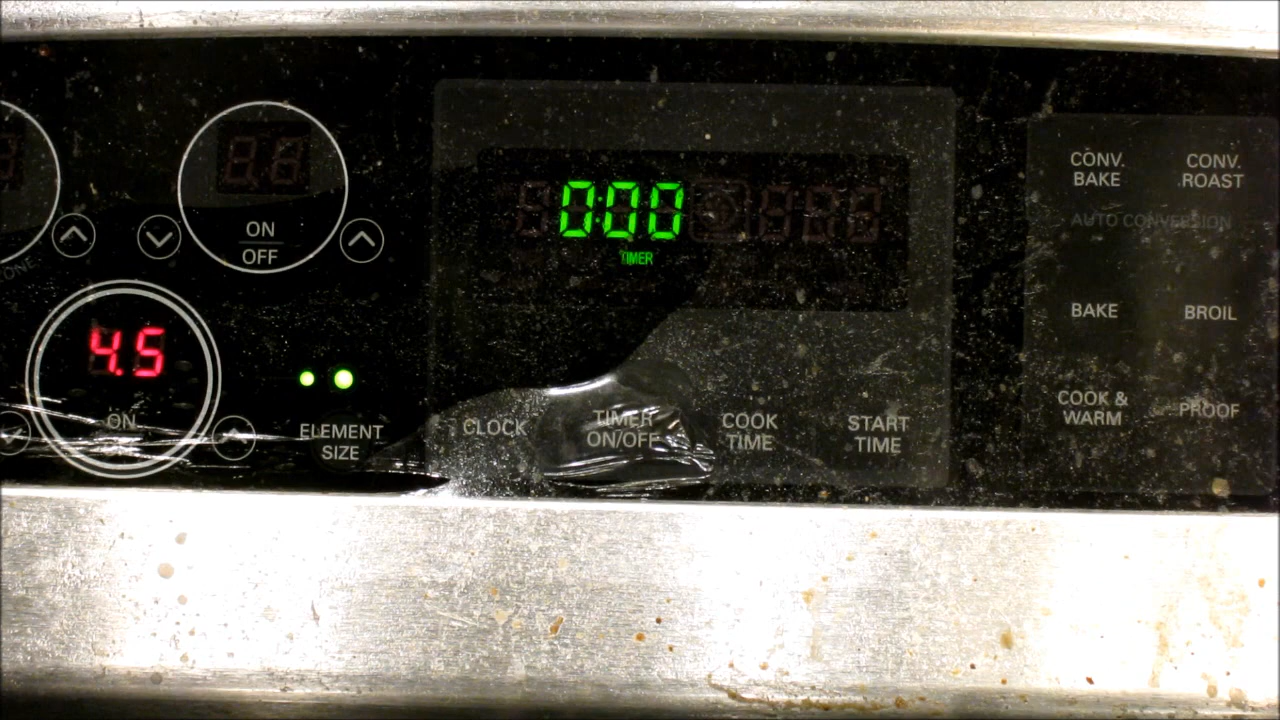 0:00
TIMER
ON
OFF
4.5
ON
ELEMENT
SIZE
CLOCK
TIMER
ON/OFF
COOK
TIME
START
TIME
CONV.
BAKE
CONV.
ROAST
AUTO CONVERSION
BAKE
BROIL
COOK &
WARM
PROOF